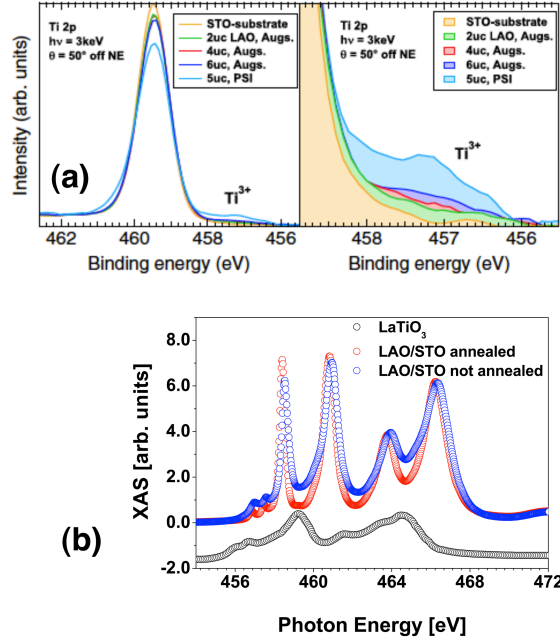 Ti 2p
hν = 3keV
θ = 50° off NE
STO-substrate
2uc LAO, Augs.
4uc, Augs.
6uc, Augs.
5uc, PSI
Ti3+
(a)
Intensity (arb. units)
462 460 458 456
Binding energy (eV)
Ti 2p
hν = 3keV
θ = 50° off NE
STO-substrate
2uc LAO, Augs.
4uc, Augs.
6uc, Augs.
5uc, PSI
Ti3+
458 457 456
Binding energy (eV)
8.0
6.0
4.0
2.0
0.0
-2.0
XAS [arb. units]
LaTiO3
LAO/STO annealed
LAO/STO not annealed
(b)
456 460 464 468 472
Photon Energy [eV]